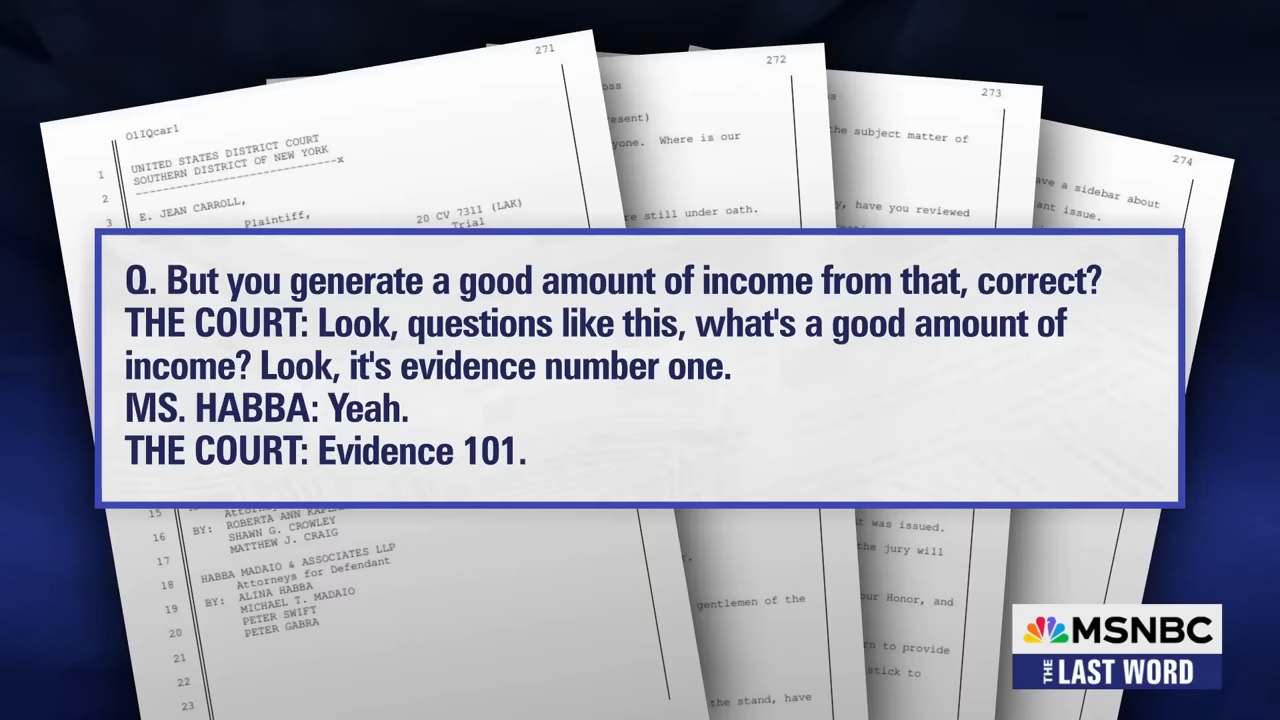 271
O1IQcar1
1 UNITED STATES DISTRICT COURT
SOUTHERN DISTRICT OF NEW YORK
2 ------------------------------x
3 E. JEAN CARROLL,
Plaintiff,
20 CV 7311 (LAK)
Trial
272
oss
esent)
yone. Where is our
re still under oath.
273
s
the subject matter of
y, have you reviewed
274
ave a sidebar about
ant issue.
Q. But you generate a good amount of income from that, correct?
THE COURT: Look, questions like this, what's a good amount of
income? Look, it's evidence number one.
MS. HABBA: Yeah.
THE COURT: Evidence 101.
15
BY: ROBERTA ANN
16 SHAWN G. CROWLEY
MATTHEW J. CRAIG
17
HABBA MADAIO & ASSOCIATES LLP
18 Attorneys for Defendant
BY: ALINA HABBA
19 MICHAEL T. MADAIO
PETER SWIFT
20 PETER GABRA
21
22
23
r.
gentlemen of the
the stand, have
t was issued.
the jury will
our Honor, and
rn to provide
stick to
MSNBC
THE LAST WORD